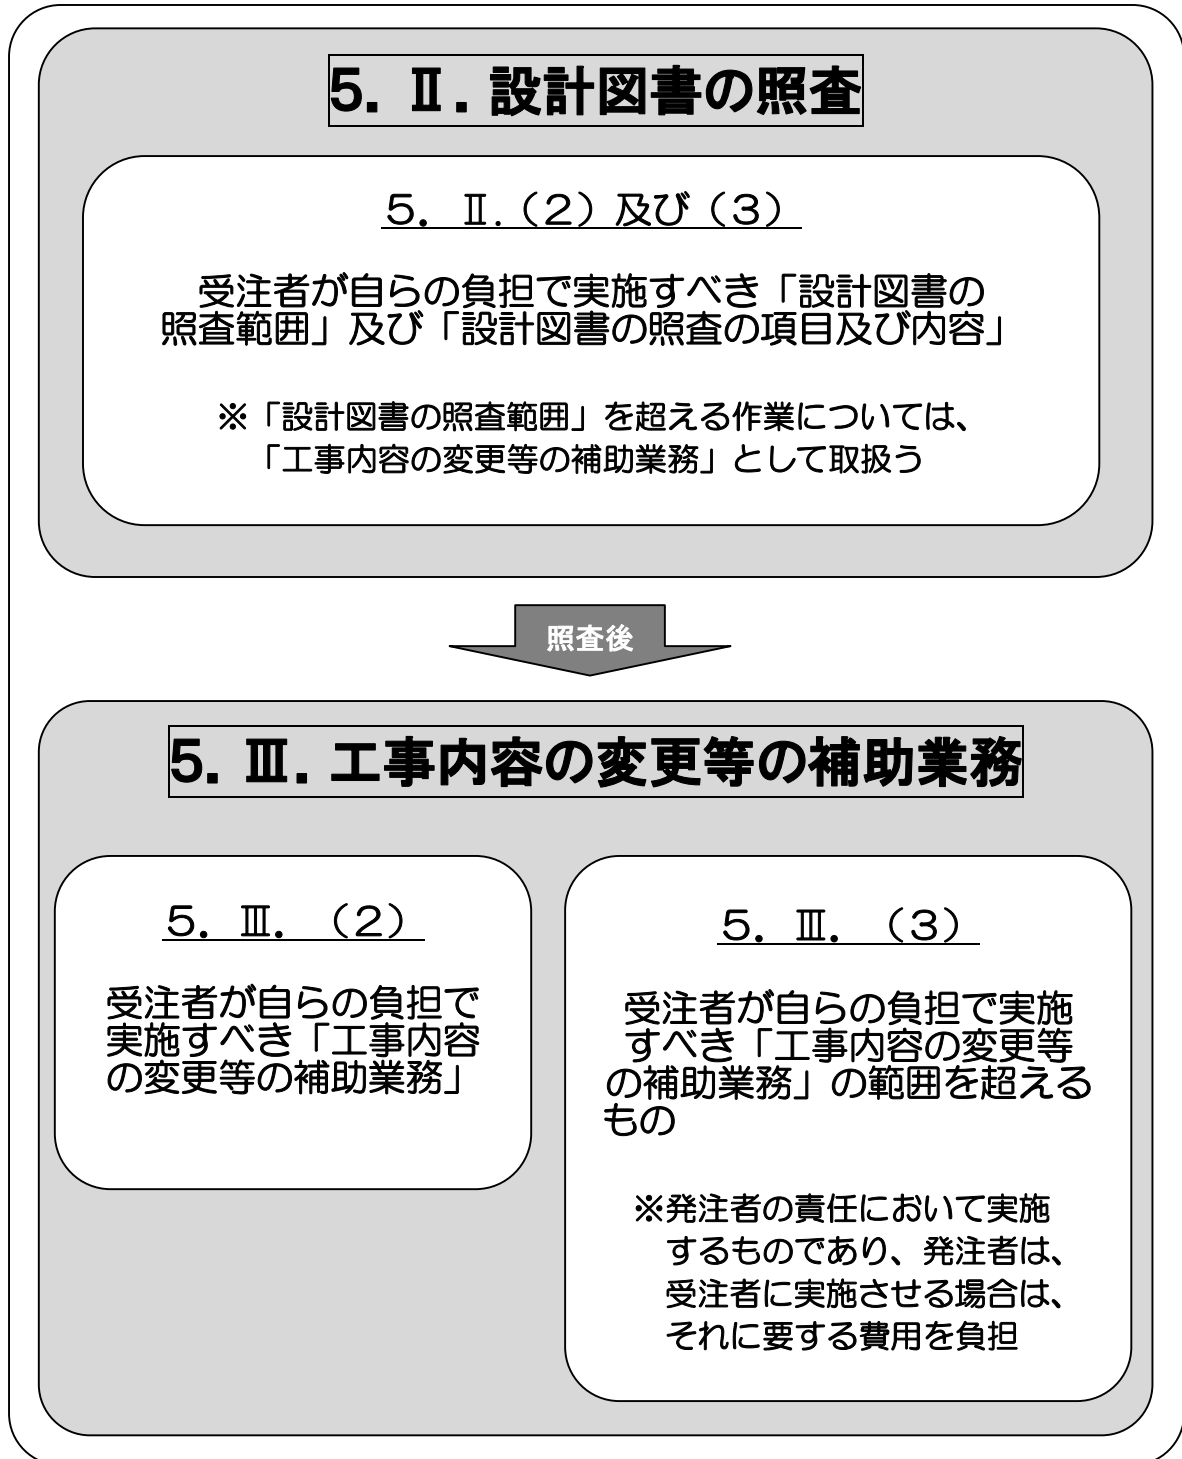 5. Ⅱ. 設計図書の照査
５．Ⅱ.（２）及び（３）
受注者が自らの負担で実施すべき「設計図書の
照査範囲」及び「設計図書の照査の項目及び内容」
※「設計図書の照査範囲」を超える作業については、
「工事内容の変更等の補助業務」として取扱う
照査後
5. Ⅲ. 工事内容の変更等の補助業務
５．Ⅲ．（２）
受注者が自らの負担で
実施すべき「工事内容
の変更等の補助業務」
５．Ⅲ．（３）
受注者が自らの負担で実施
すべき「工事内容の変更等
の補助業務」の範囲を超える
もの
※発注者の責任において実施
するものであり、発注者は、
受注者に実施させる場合は、
それに要する費用を負担